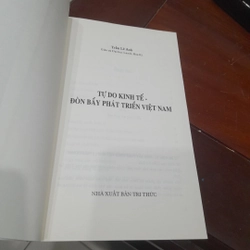 TỰ DO KINH TẾ -
ĐÒN BẨY PHÁT TRIỂN VIỆT NAM
NHÀ XUẤT BẢN TRI THỨC